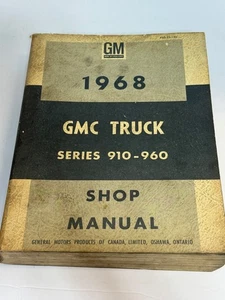 GM
1968
GMC TRUCK
SERIES 910-960
SHOP
MANUAL
GENERAL MOTORS PRODUCTS OF CANADA, LIMITED, OSHAWA, ONTARIO